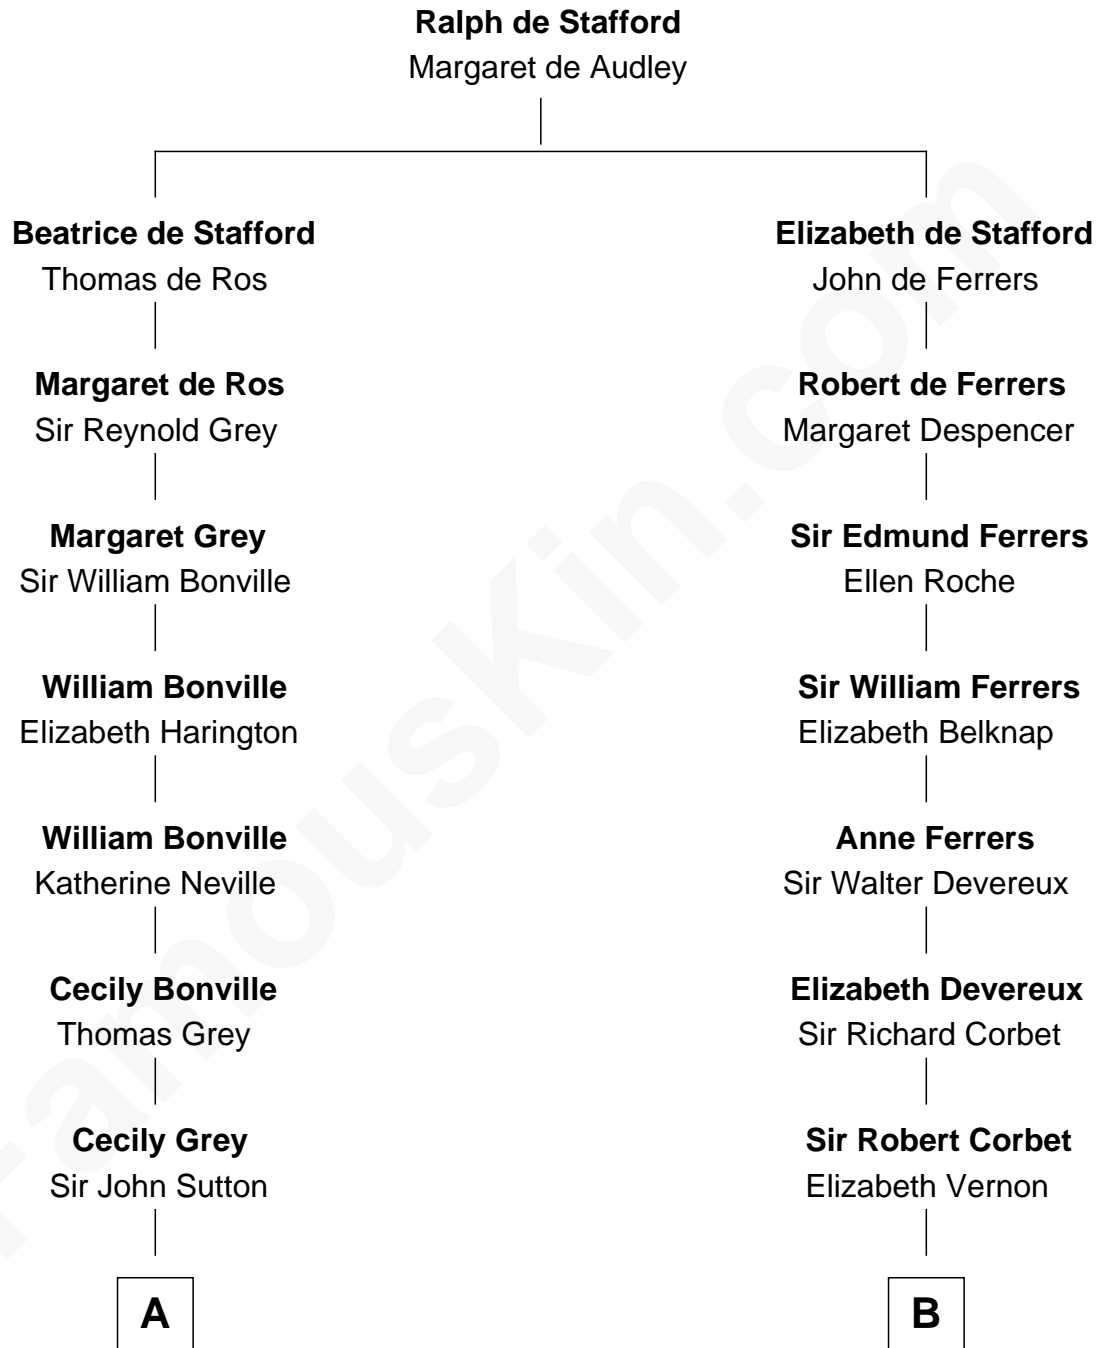 Ralph de Stafford
Margaret de Audley
Beatrice de Stafford
Thomas de Ros
Margaret de Ros
Sir Reynold Grey
Margaret Grey
Sir William Bonville
William Bonville
Elizabeth Harington
William Bonville
Katherine Neville
Cecily Bonville
Thomas Grey
Cecily Grey
Sir John Sutton
A
Elizabeth de Stafford
John de Ferrers
Robert de Ferrers
Margaret Despencer
Sir Edmund Ferrers
Ellen Roche
Sir William Ferrers
Elizabeth Belknap
Anne Ferrers
Sir Walter Devereux
Elizabeth Devereux
Sir Richard Corbet
Sir Robert Corbet
Elizabeth Vernon
B
FamousKin.com